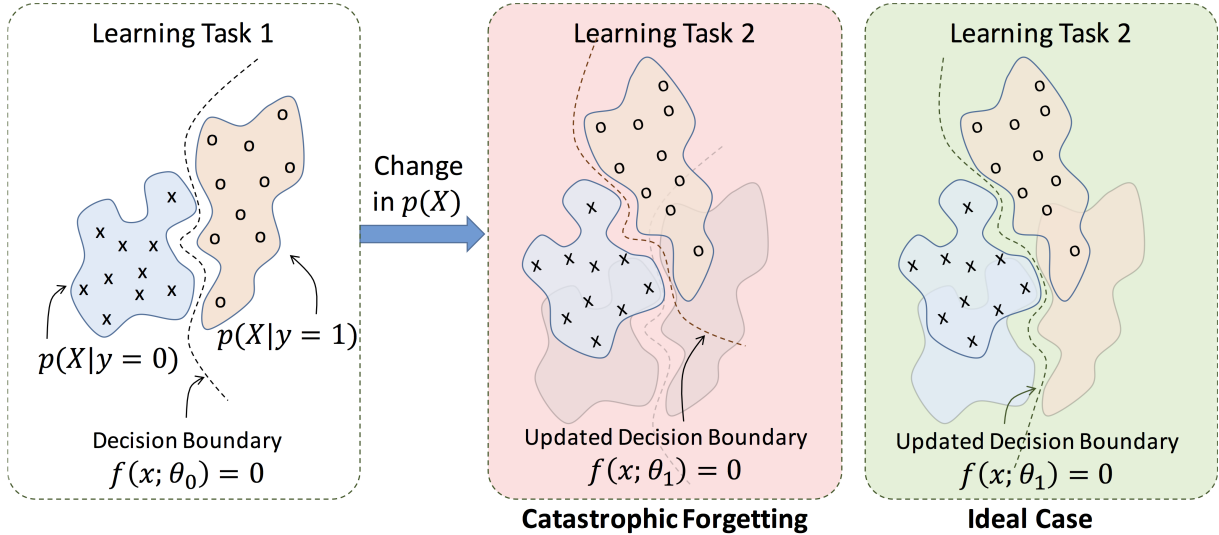 Learning Task 1
p(X|y = 0)
p(X|y = 1)
Decision Boundary
f(x; θ₀) = 0
Change
in p(X)
Learning Task 2
Updated Decision Boundary
f(x; θ₁) = 0
Catastrophic Forgetting
Learning Task 2
Updated Decision Boundary
f(x; θ₁) = 0
Ideal Case